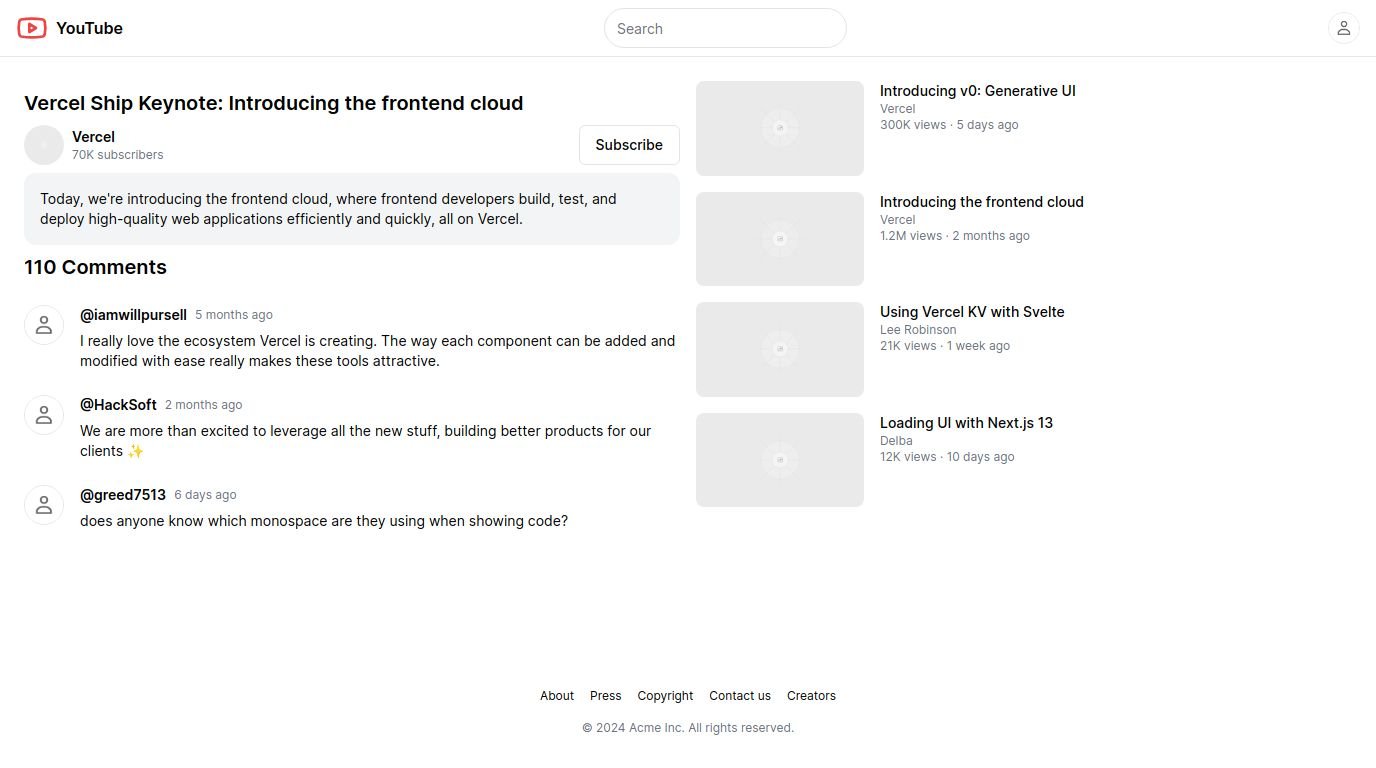 YouTube
Search
Vercel Ship Keynote: Introducing the frontend cloud
Vercel
70K subscribers
Subscribe
Today, we're introducing the frontend cloud, where frontend developers build, test, and
deploy high-quality web applications efficiently and quickly, all on Vercel.
110 Comments
@iamwillpursell 5 months ago
I really love the ecosystem Vercel is creating. The way each component can be added and
modified with ease really makes these tools attractive.
@HackSoft 2 months ago
We are more than excited to leverage all the new stuff, building better products for our
clients ✨
@greed7513 6 days ago
does anyone know which monospace are they using when showing code?
Introducing v0: Generative UI
Vercel
300K views · 5 days ago
Introducing the frontend cloud
Vercel
1.2M views · 2 months ago
Using Vercel KV with Svelte
Lee Robinson
21K views · 1 week ago
Loading UI with Next.js 13
Delba
12K views · 10 days ago
About Press Copyright Contact us Creators
© 2024 Acme Inc. All rights reserved.